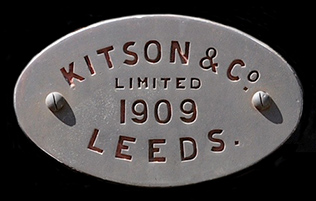 KITSON & Co.
LIMITED
1909
LEEDS.